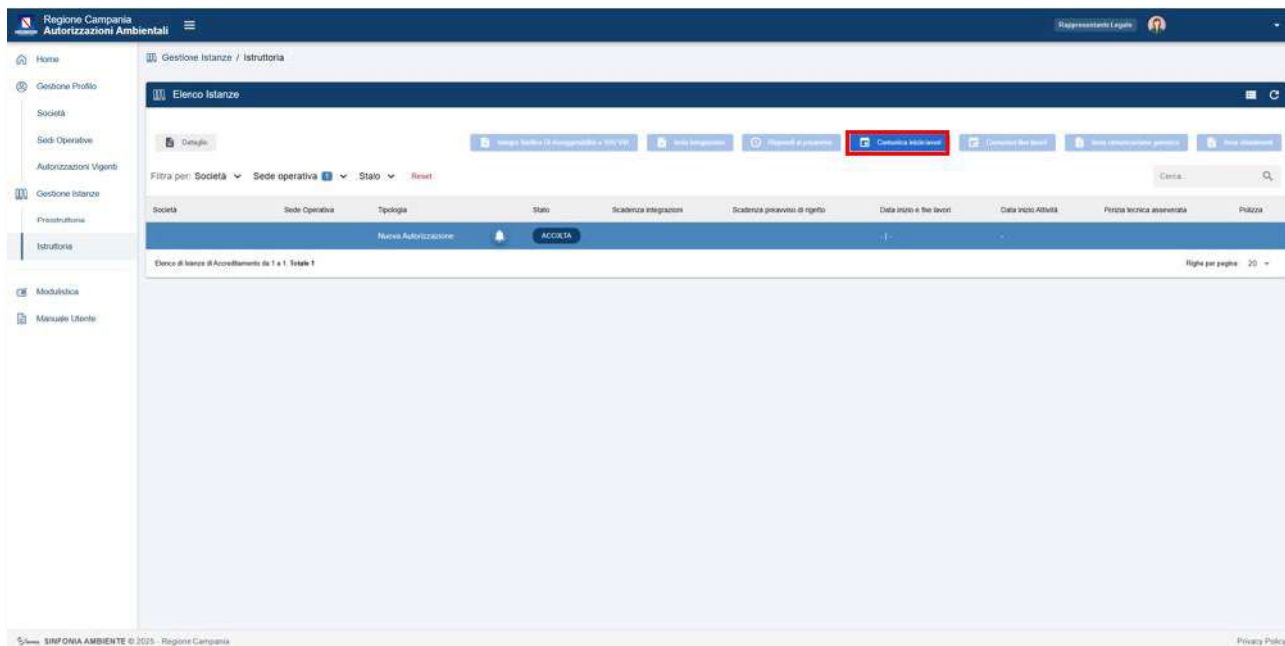 Regione Campania
Autorizzazioni Ambientali
Rappresentante Legale
Home
Gestione Istanze / Istruttoria
Gestione Profilo
Elenco Istanze
Società
Sedi Operative
Dettaglio
Comunica inizio lavori
Comunica fine lavori
Autorizzazioni Vigenti
Filtra per: Società Sede operativa 1 Stato Reset
Cerca...
Gestione Istanze
Preistruttoria
Società Sede Operativa Tipologia Stato Scadenza integrazioni Scadenza preavviso di rigetto Data inizio e fine lavori Data inizio Attività Perizia tecnica asseverata Polizza
Istruttoria
Nuova Autorizzazione ACCOLTA - | - -
Elenco di Istanze di Accreditamento da 1 a 1. Totale 1
Righe per pagina: 20
Modulistica
Manuale Utente
SINFONIA AMBIENTE © 2025 - Regione Campania
Privacy Policy